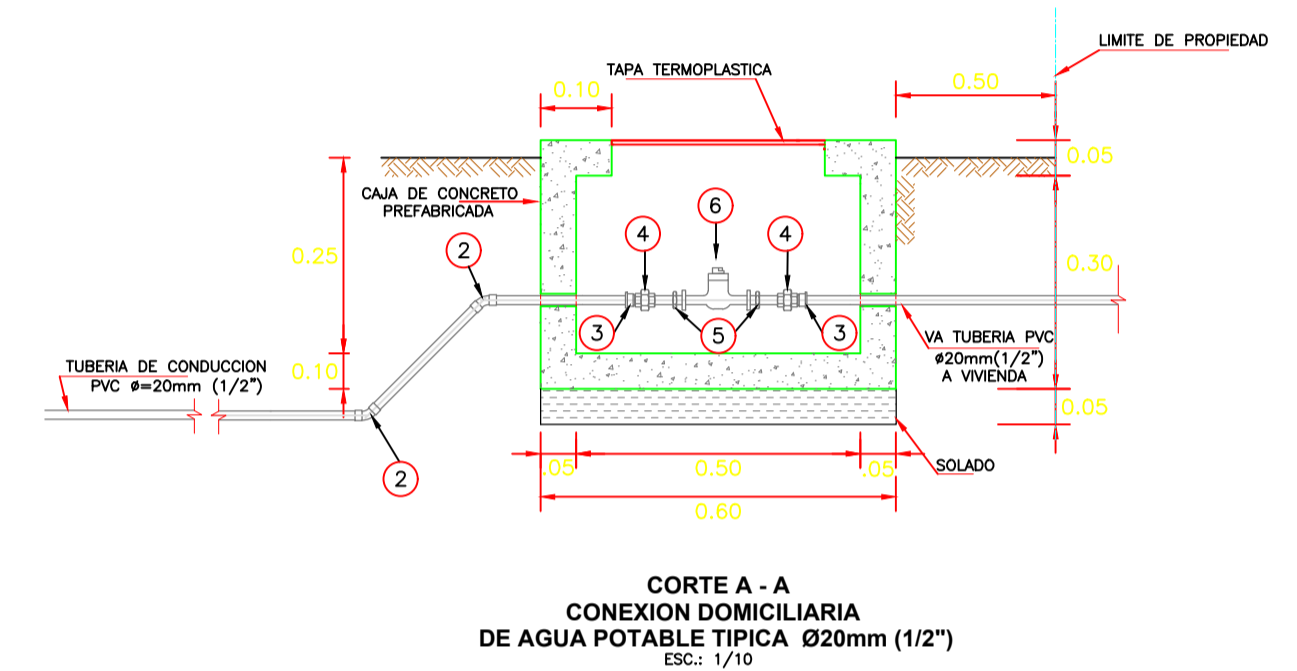 LIMITE DE PROPIEDAD
TAPA TERMOPLASTICA
0.10
0.50
0.05
CAJA DE CONCRETO
PREFABRICADA
6
4
4
2
0.25
0.30
3
5
3
VA TUBERIA PVC
ø20mm(1/2")
A VIVIENDA
TUBERIA DE CONDUCCION
PVC ø=20mm (1/2")
0.10
0.05
2
.05
0.50
.05
SOLADO
0.60
CORTE A - A
CONEXION DOMICILIARIA
DE AGUA POTABLE TIPICA Ø20mm (1/2")
ESC.: 1/10